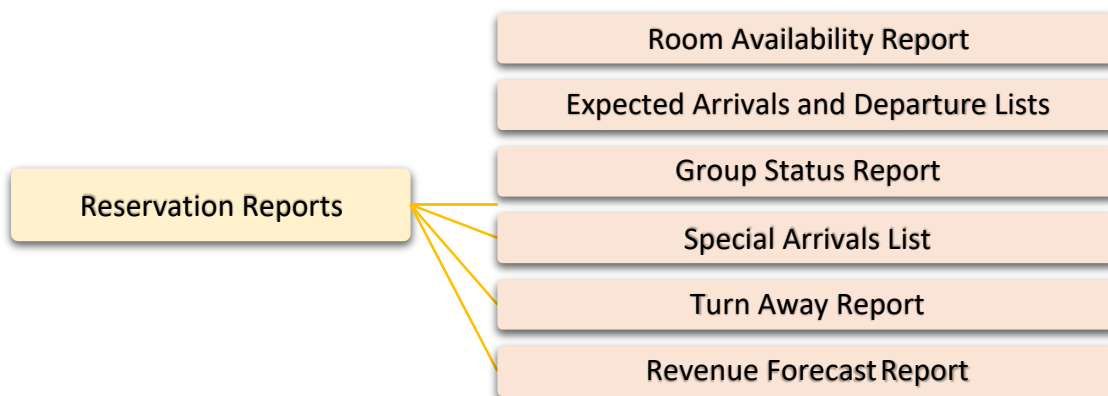 Room Availability Report
Expected Arrivals and Departure Lists
Group Status Report
Reservation Reports
Special Arrivals List
Turn Away Report
Revenue Forecast Report